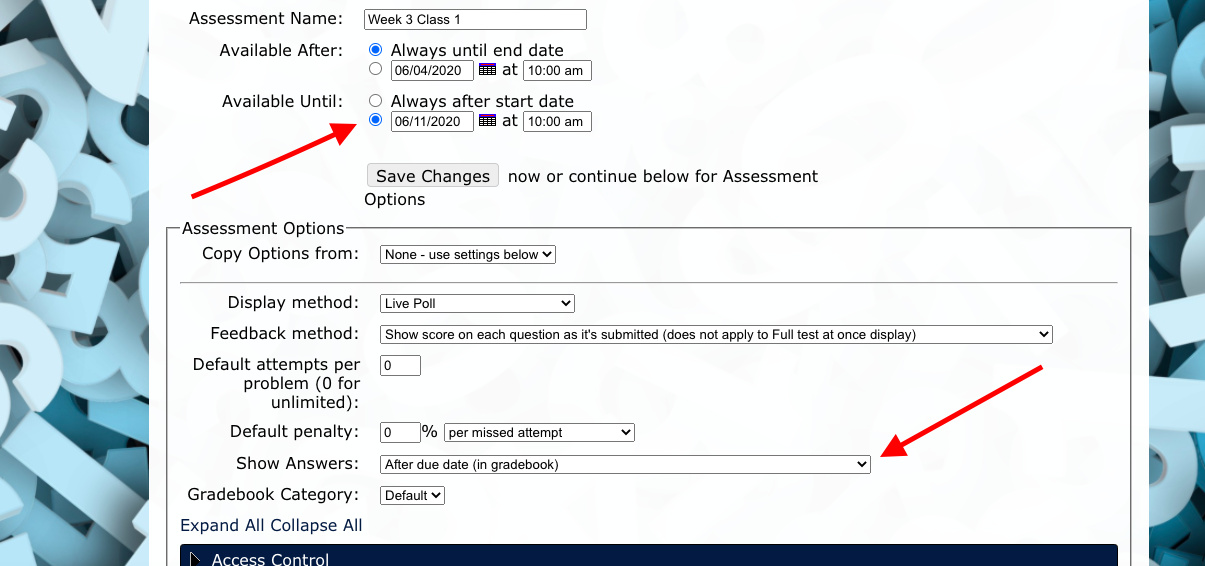 Assessment Name: Week 3 Class 1
Available After: Always until end date
06/04/2020 at 10:00 am
Available Until: Always after start date
06/11/2020 at 10:00 am
Save Changes now or continue below for Assessment
Options
Assessment Options
Copy Options from: None - use settings below
Display method: Live Poll
Feedback method: Show score on each question as it's submitted (does not apply to Full test at once display)
Default attempts per 0
problem (0 for
unlimited):
Default penalty: 0 % per missed attempt
Show Answers: After due date (in gradebook)
Gradebook Category: Default
Expand All Collapse All
Access Control